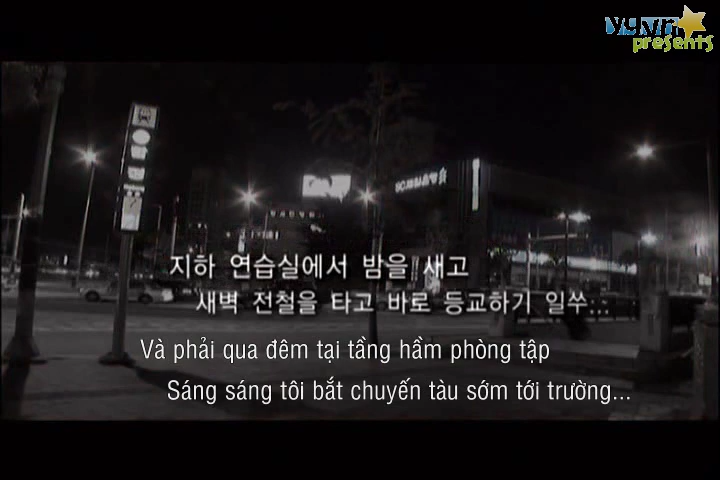 presents
지하 연습실에서 밤을 새고
새벽 전철을 타고 바로 등교하기 일쑤...
Và phải qua đêm tại tầng hầm phòng tập
Sáng sáng tôi bắt chuyến tàu sớm tới trường...